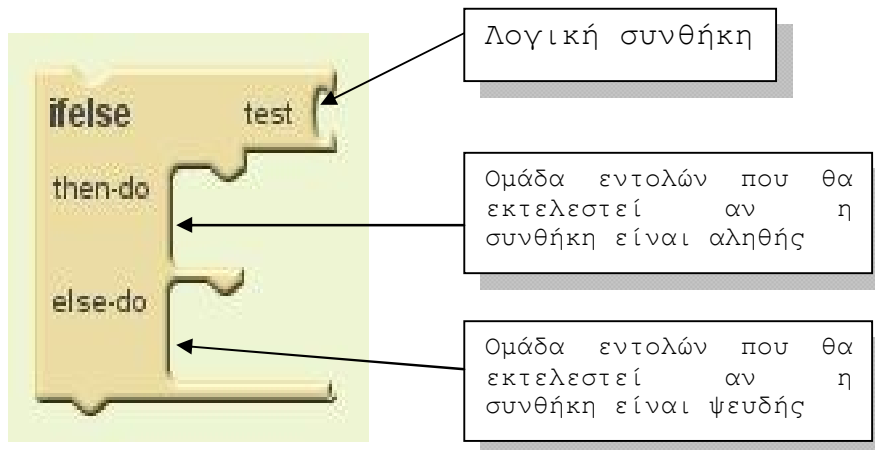 Λογική συνθήκη
ifelse test
then-do
Ομάδα εντολών που θα
εκτελεστεί αν η
συνθήκη είναι αληθής
else-do
Ομάδα εντολών που θα
εκτελεστεί αν η
συνθήκη είναι ψευδής